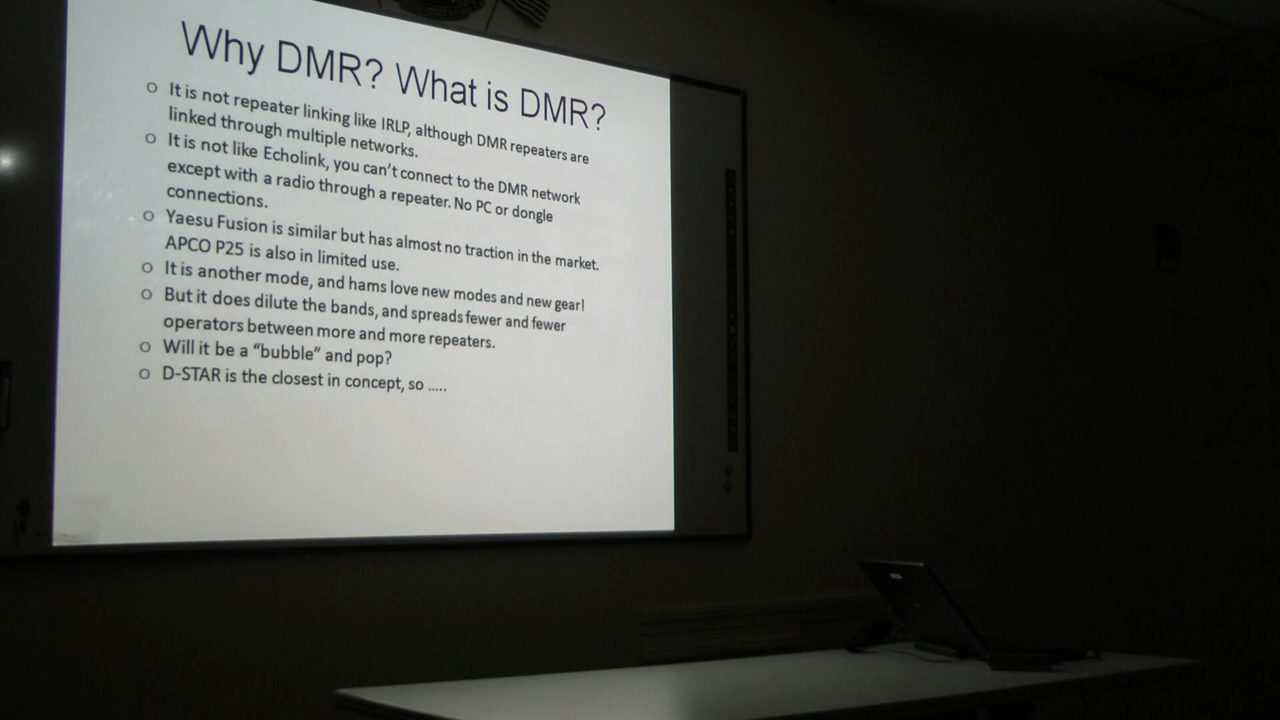 Why DMR? What is DMR?
o It is not repeater linking like IRLP, although DMR repeaters are
linked through multiple networks.
o It is not like Echolink, you can't connect to the DMR network
except with a radio through a repeater. No PC or dongle
connections.
o Yaesu Fusion is similar but has almost no traction in the market.
APCO P25 is also in limited use.
o It is another mode, and hams love new modes and new gear!
o But it does dilute the bands, and spreads fewer and fewer
operators between more and more repeaters.
o Will it be a “bubble” and pop?
o D-STAR is the closest in concept, so .....